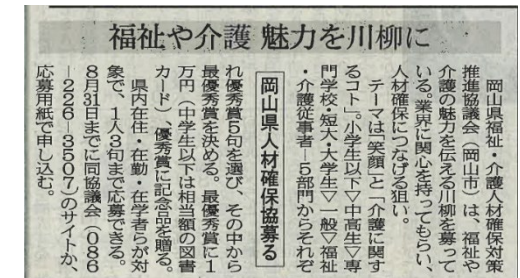 福祉や介護 魅力を川柳に
岡山県人材確保協募る
岡山県福祉・介護人材確保対策
推進協議会(岡山市)は、福祉や
介護の魅力を伝える川柳を募って
いる。業界に関心を持ってもらい、
人材確保につなげる狙い。
テーマは「笑顔」と「介護に関す
るコト」。小学生以下▽中高生▽専
門学校・短大・大学生▽一般▽福祉
・介護従事者―5部門からそれぞ
れ優秀賞5句を選び、その中から
最優秀賞を決める。最優秀賞に1
万円(中学生以下は相当額の図書
カード)、優秀賞に記念品を贈る。
県内在住・在勤・在学者らが対
象で、1人3句まで応募できる。
8月31日までに同協議会(086
―226―3507)のサイトか、
応募用紙で申し込む。